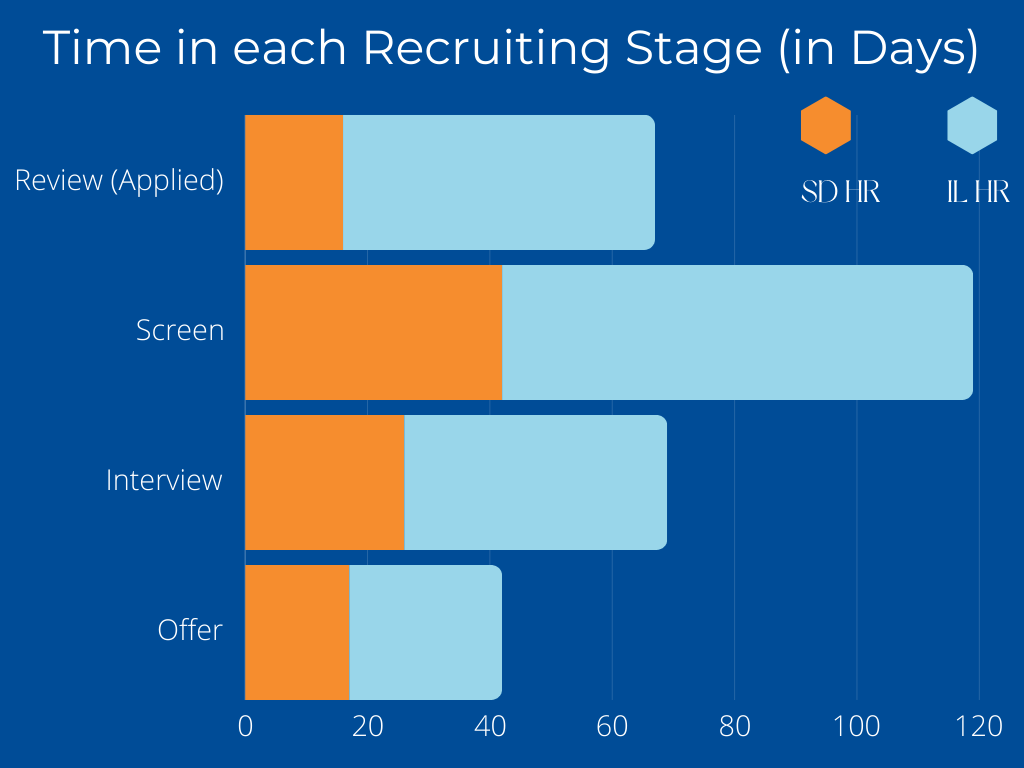 Time in each Recruiting Stage (in Days)
SD HR
IL HR
Review (Applied)
Screen
Interview
Offer
0 20 40 60 80 100 120